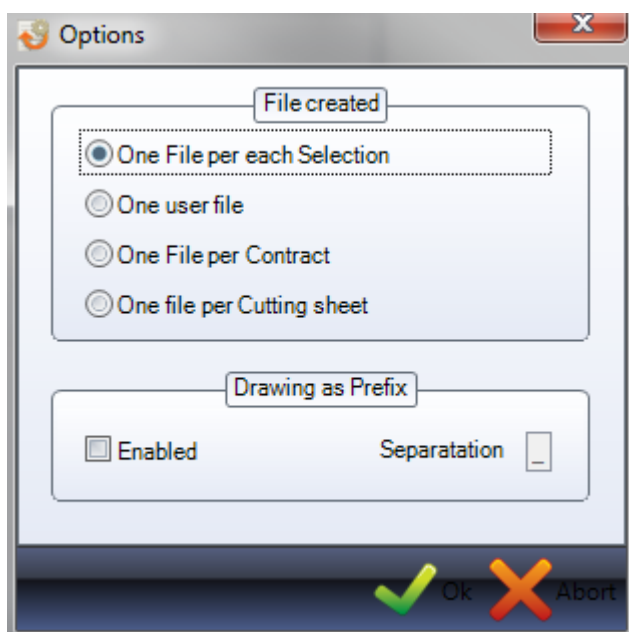 Options
File created
One File per each Selection
One user file
One File per Contract
One file per Cutting sheet
Drawing as Prefix
Enabled Separatation _
Ok Abort